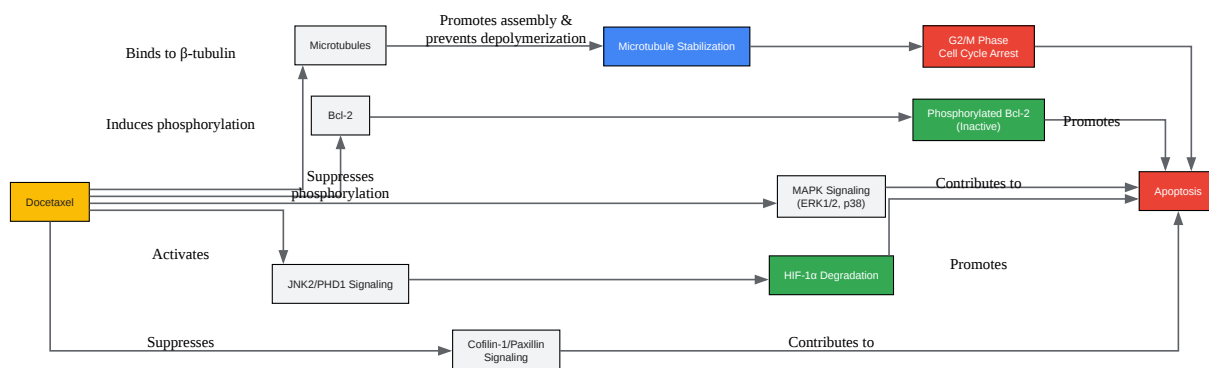 Promotes assembly &
prevents depolymerization
Binds to β-tubulin
Microtubules
Microtubule Stabilization
G2/M Phase
Cell Cycle Arrest
Induces phosphorylation
Bcl-2
Phosphorylated Bcl-2
(Inactive)
Promotes
Suppresses
phosphorylation
Docetaxel
MAPK Signaling
(ERK1/2, p38)
Contributes to
Apoptosis
Activates
JNK2/PHD1 Signaling
HIF-1α Degradation
Promotes
Suppresses
Cofilin-1/Paxillin
Signaling
Contributes to